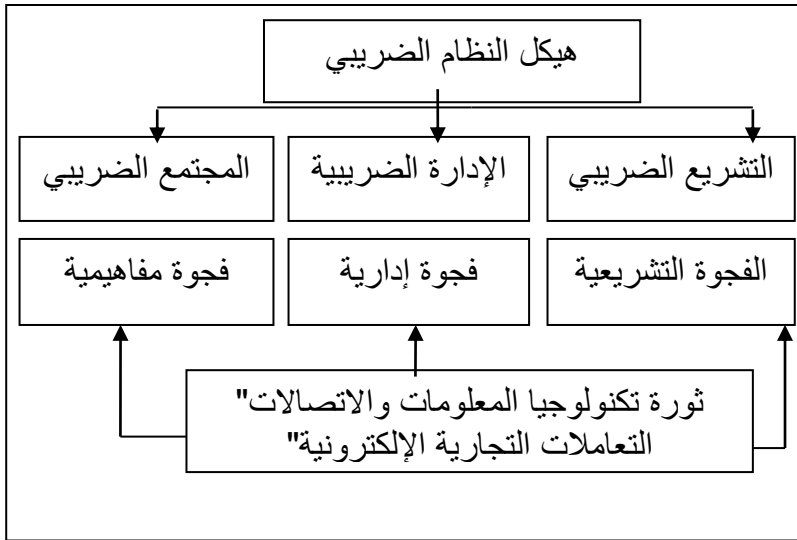 هيكل النظام الضريبي
التشريع الضريبي
الإدارة الضريبية
المجتمع الضريبي
الفجوة التشريعية
فجوة إدارية
فجوة مفاهيمية
ثورة تكنولوجيا المعلومات والاتصالات"
التعاملات التجارية الإلكترونية"